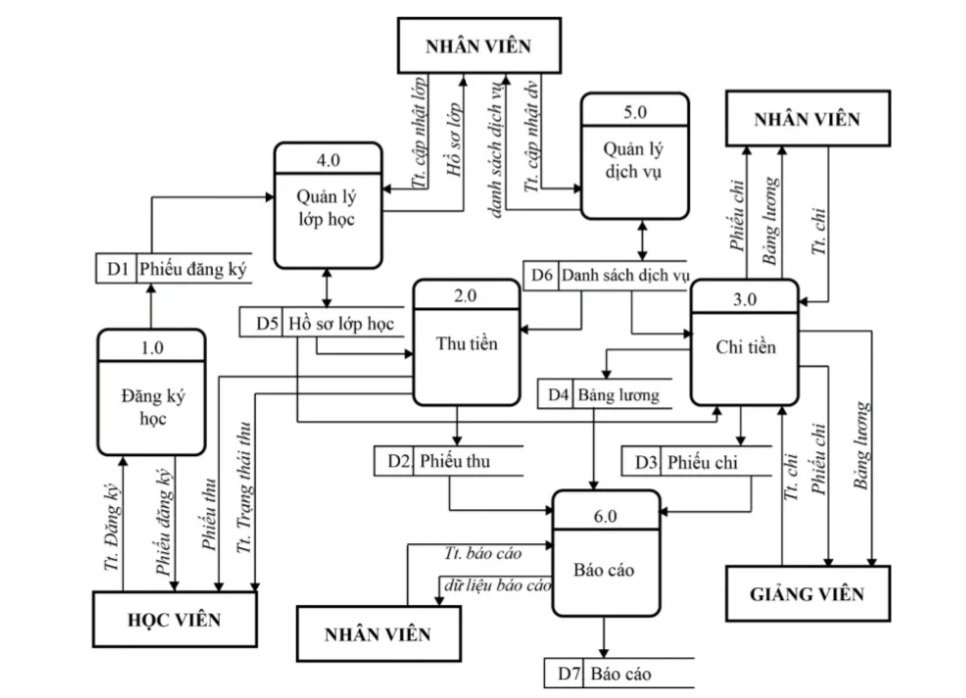 NHÂN VIÊN
Tt. cập nhật lớp
Hồ sơ lớp
danh sách dịch vụ
Tt. cập nhật dv
5.0
Quản lý
dịch vụ
NHÂN VIÊN
4.0
Quản lý
lớp học
Phiếu chi
Bảng lương
Tt. chi
D1 Phiếu đăng ký
D6 Danh sách dịch vụ
D5 Hồ sơ lớp học
2.0
Thu tiền
3.0
Chi tiền
1.0
Đăng ký
học
D4 Bảng lương
D2 Phiếu thu
D3 Phiếu chi
Tt. Đăng ký
Phiếu đăng ký
Phiếu thu
Tt. Trạng thái thu
Tt. chi
Phiếu chi
Bảng lương
6.0
Báo cáo
Tt. báo cáo
dữ liệu báo cáo
HỌC VIÊN
NHÂN VIÊN
GIẢNG VIÊN
D7 Báo cáo